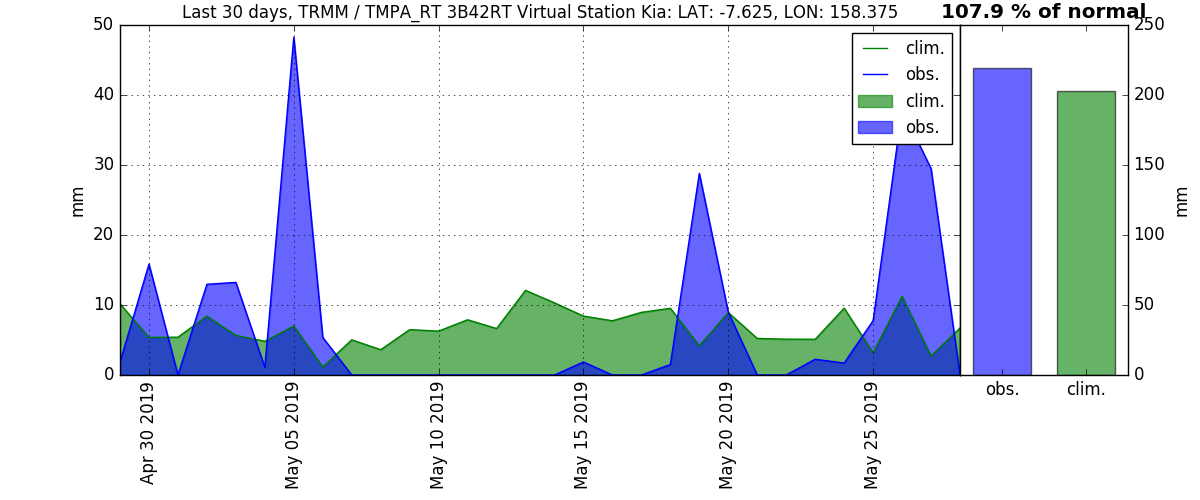 Last 30 days, TRMM / TMPA_RT 3B42RT Virtual Station Kia: LAT: -7.625, LON: 158.375
107.9 % of normal
50
40
30
20
10
0
mm
clim.
obs.
clim.
obs.
Apr 30 2019
May 05 2019
May 10 2019
May 15 2019
May 20 2019
May 25 2019
250
200
150
100
50
0
mm
obs.
clim.